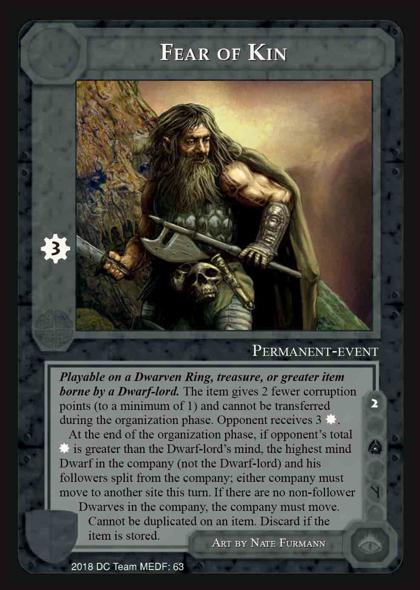 Fear of Kin
3
Permanent-event
Playable on a Dwarven Ring, treasure, or greater item
borne by a Dwarf-lord. The item gives 2 fewer corruption
points (to a minimum of 1) and cannot be transferred
during the organization phase. Opponent receives 3 .
At the end of the organization phase, if opponent's total
is greater than the Dwarf-lord's mind, the highest mind
Dwarf in the company (not the Dwarf-lord) and his
followers split from the company; either company must
move to another site this turn. If there are no non-follower
Dwarves in the company, the company must move.
Cannot be duplicated on an item. Discard if the
item is stored.
2
Art by Nate Furmann
2018 DC Team MEDF: 63